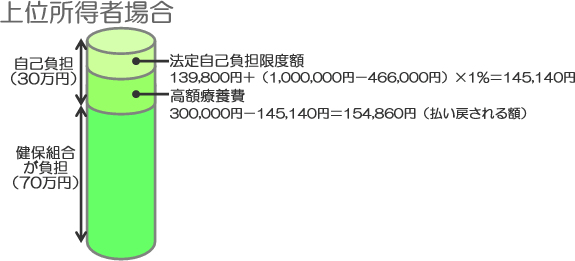 上位所得者場合
自己負担
（30万円）
法定自己負担限度額
139,800円＋（1,000,000円－466,000円）×1％＝145,140円
高額療養費
300,000円－145,140円＝154,860円（払い戻される額）
健保組合
が負担
（70万円）